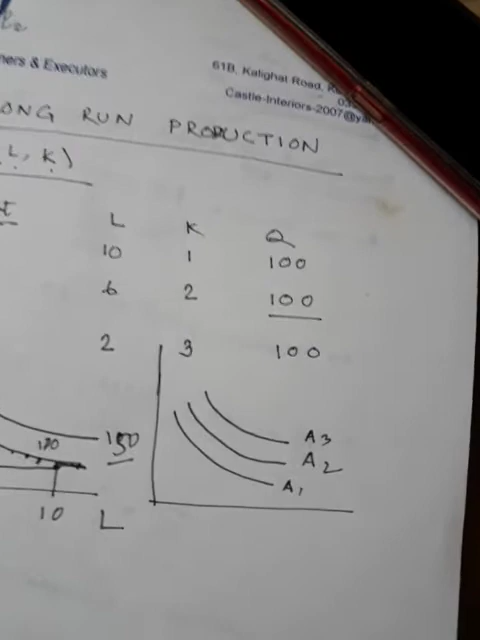 ners & Executors
61B, Kalighat Road,
Castle-Interiors-2007@ya
ONG RUN PRODUCTION
L, K)
L K Q
10 1 100
6 2 100
2 3 100
150
A3
A2
A1
10 L